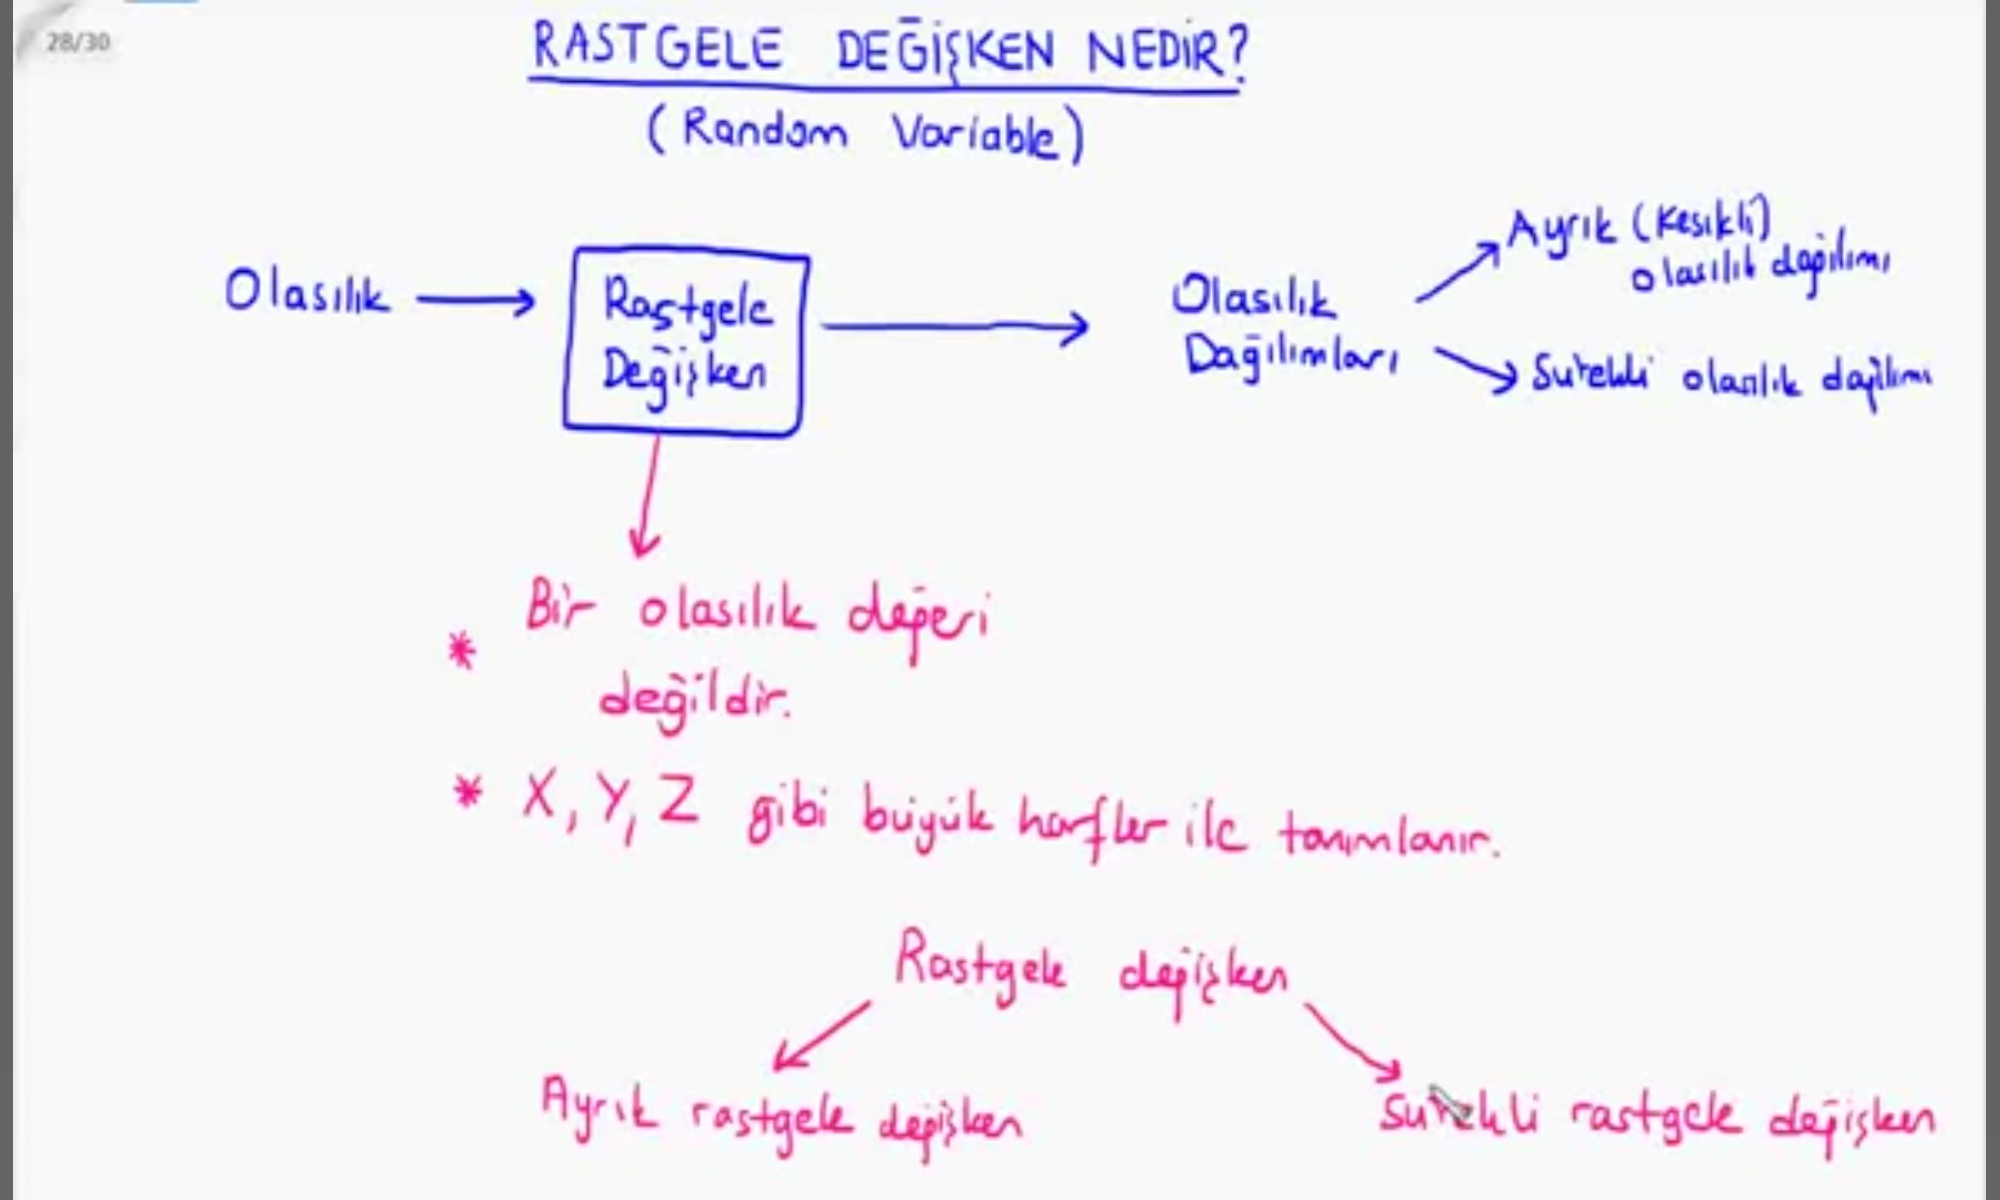 28/30
RASTGELE DEĞİŞKEN NEDİR?
(Random Variable)
Olasılık
Rastgele
Değişken
Olasılık
Dağılımları
Ayrık (Kesikli)
olasılık dağılımı
Sürekli olasılık dağılımı
* Bir olasılık değeri
değildir.
* X, Y, Z gibi büyük harfler ile tanımlanır.
Rastgele değişken
Ayrık rastgele değişken
Sürekli rastgele değişken